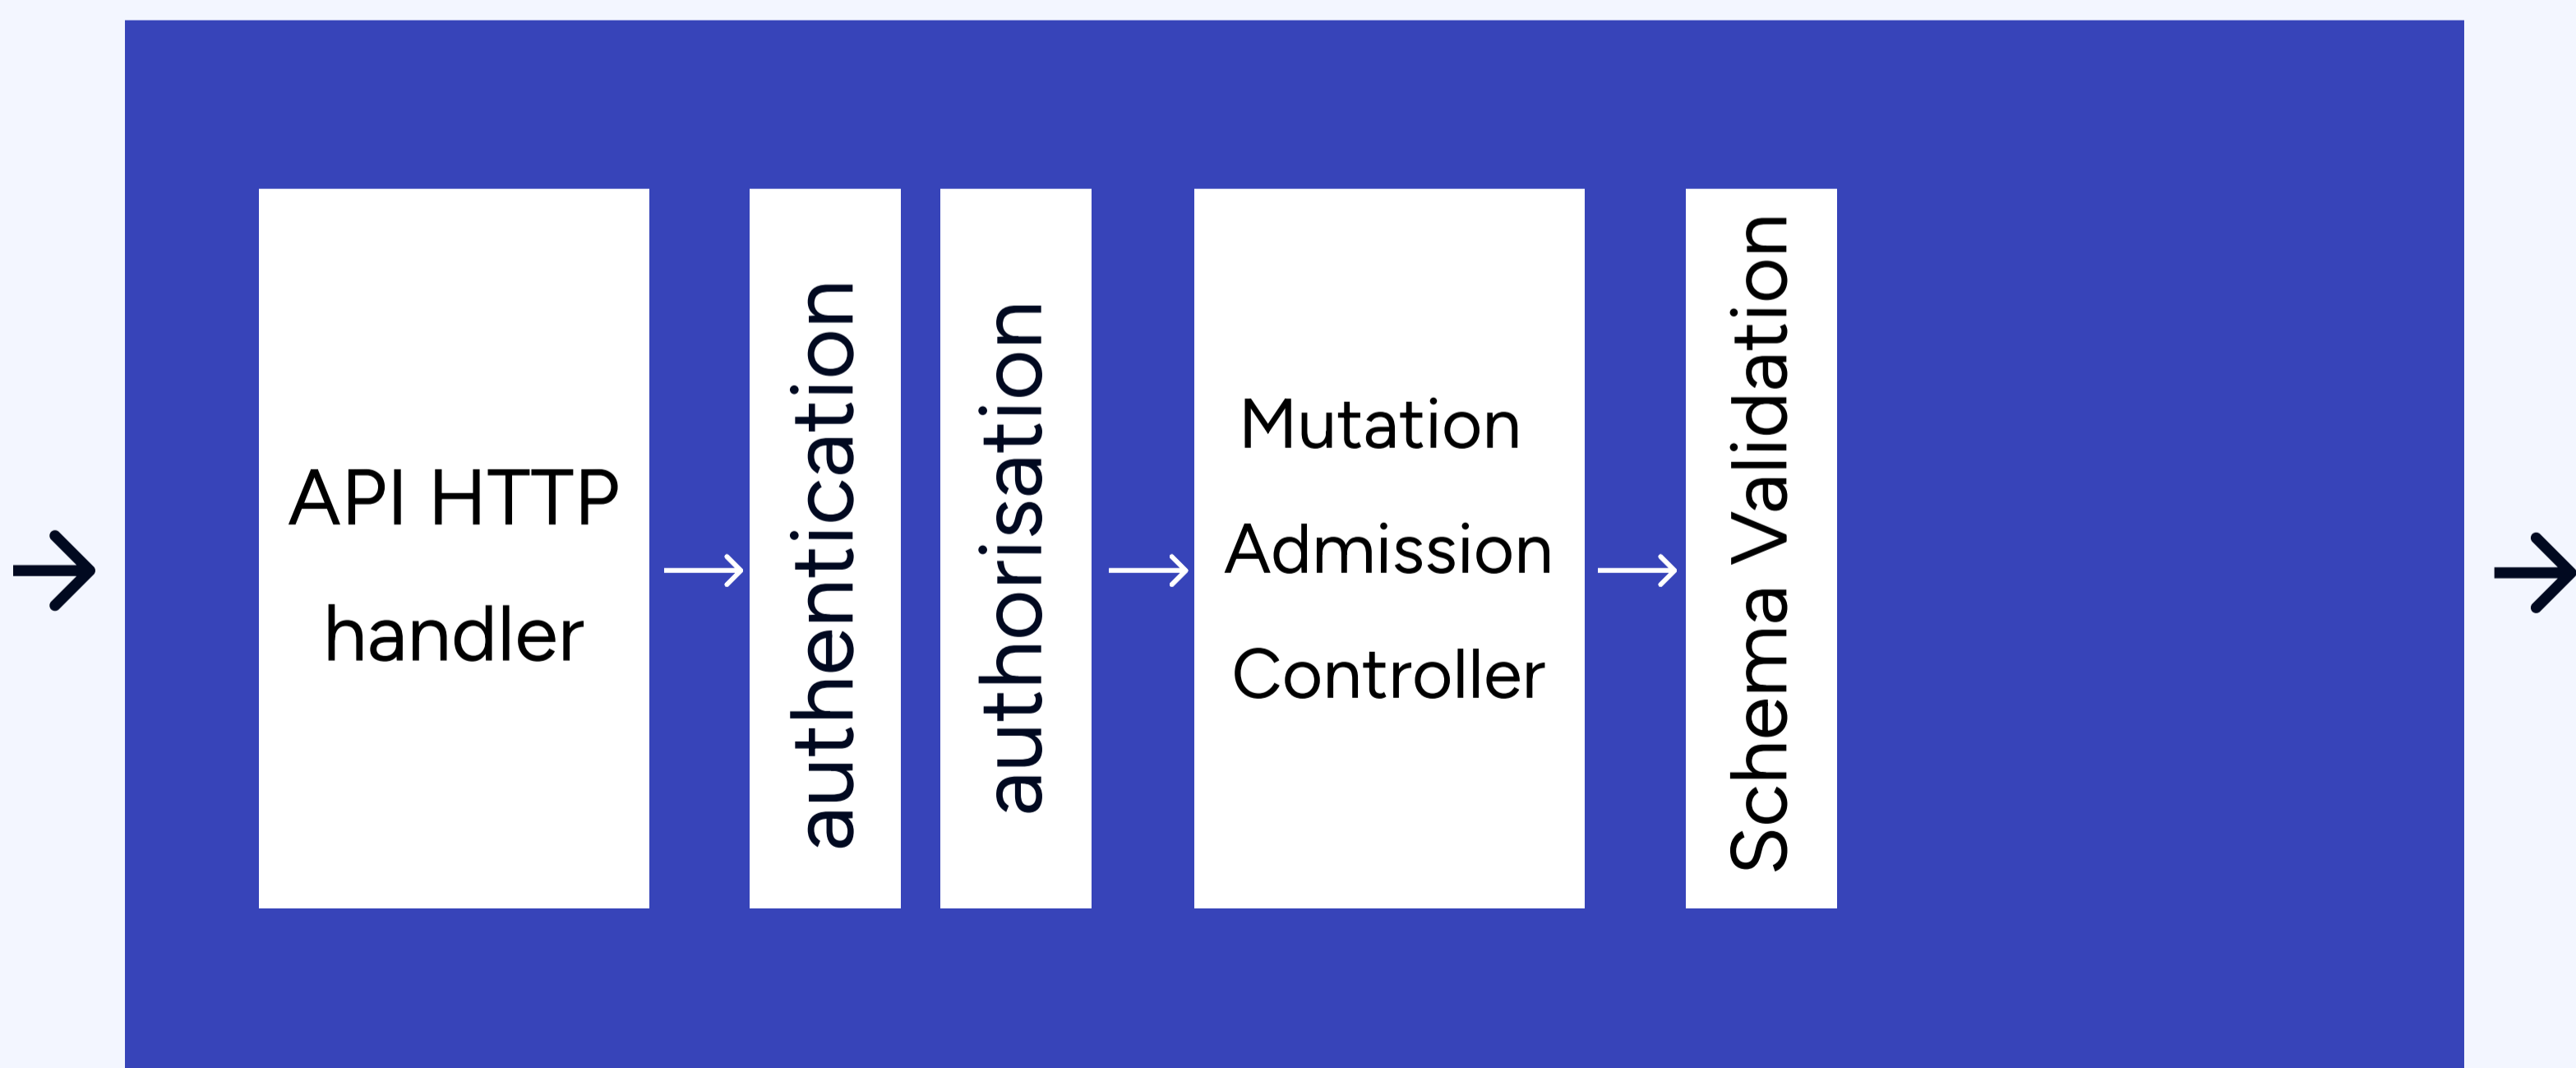 API HTTP
handler
authentication
authorisation
Mutation
Admission
Controller
Schema Validation